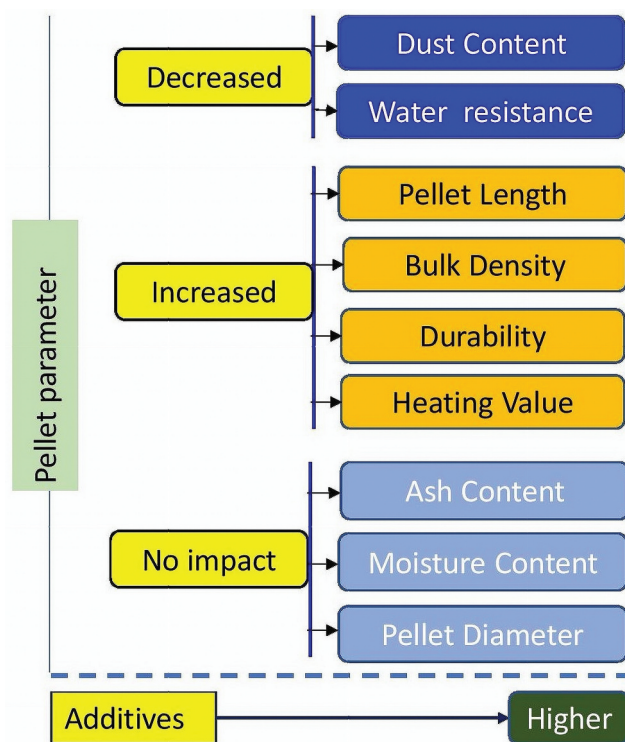 Pellet parameter
Decreased
Dust Content
Water resistance
Increased
Pellet Length
Bulk Density
Durability
Heating Value
No impact
Ash Content
Moisture Content
Pellet Diameter
Additives
Higher